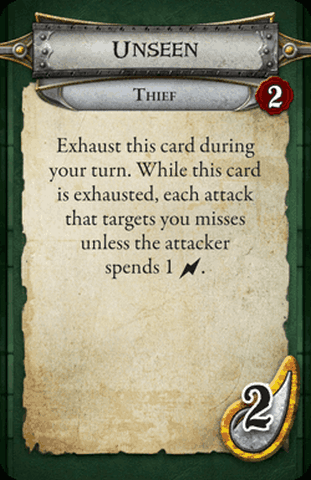 UNSEEN
THIEF
2
Exhaust this card during
your turn. While this card
is exhausted, each attack
that targets you misses
unless the attacker
spends 1 .
2